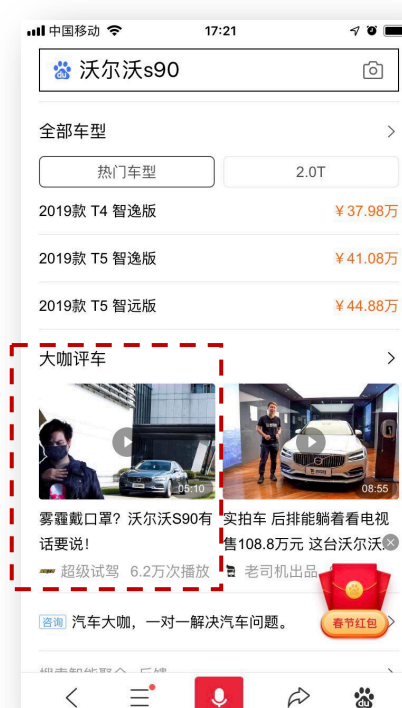 中国移动 17:21
沃尔沃s90
全部车型
热门车型 2.0T
2019款 T4 智逸版 ¥37.98万
2019款 T5 智逸版 ¥41.08万
2019款 T5 智远版 ¥44.88万
大咖评车
05:10 08:55
雾霾戴口罩？沃尔沃S90有
话要说！
实拍车 后排能躺着看电视
售108.8万元 这台沃尔沃
超级试驾 6.2万次播放
老司机出品
春节红包
咨询 汽车大咖，一对一解决汽车问题。